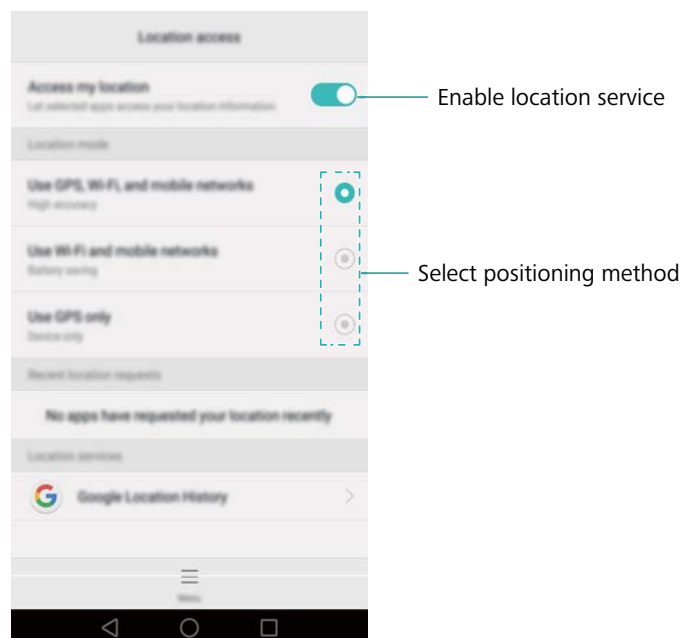 Location access
Access my location
Let selected apps access your location information
Enable location service
Location mode
Use GPS, Wi-Fi, and mobile networks
High accuracy
Use Wi-Fi and mobile networks
Battery saving
Select positioning method
Use GPS only
Device only
Recent location requests
No apps have requested your location recently
Location services
G
Google Location History
Menu